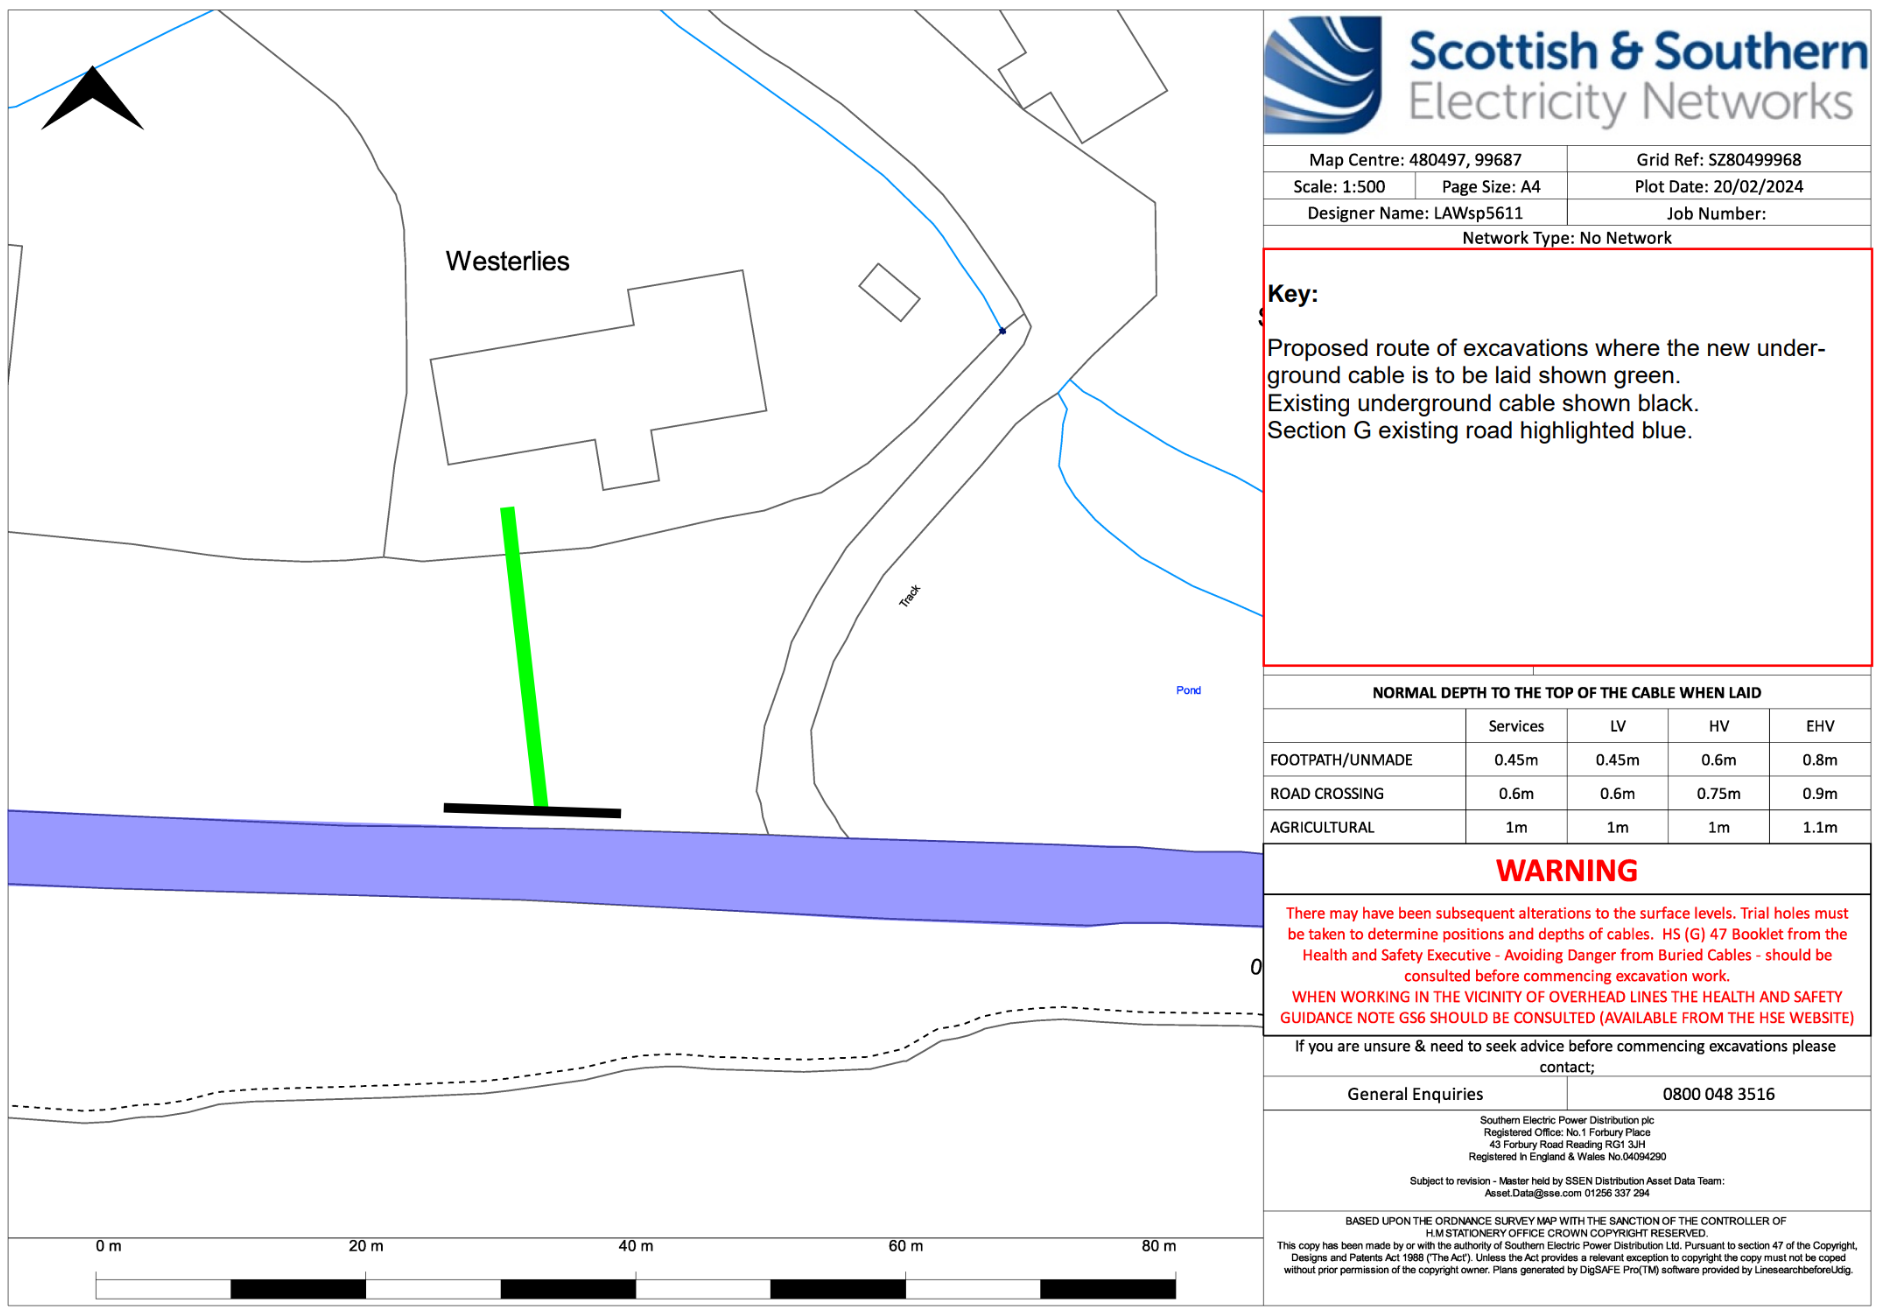 Scottish & Southern
Electricity Networks
Map Centre: 480497, 99687
Grid Ref: SZ80499968
Scale: 1:500
Page Size: A4
Plot Date: 20/02/2024
Designer Name: LAWsp5611
Job Number:
Network Type: No Network
Key:
Proposed route of excavations where the new under-
ground cable is to be laid shown green.
Existing underground cable shown black.
Section G existing road highlighted blue.
Westerlies
Track
Pond
0
NORMAL DEPTH TO THE TOP OF THE CABLE WHEN LAID
Services LV HV EHV
FOOTPATH/UNMADE 0.45m 0.45m 0.6m 0.8m
ROAD CROSSING 0.6m 0.6m 0.75m 0.9m
AGRICULTURAL 1m 1m 1m 1.1m
WARNING
There may have been subsequent alterations to the surface levels. Trial holes must
be taken to determine positions and depths of cables. HS (G) 47 Booklet from the
Health and Safety Executive - Avoiding Danger from Buried Cables - should be
consulted before commencing excavation work.
WHEN WORKING IN THE VICINITY OF OVERHEAD LINES THE HEALTH AND SAFETY
GUIDANCE NOTE GS6 SHOULD BE CONSULTED (AVAILABLE FROM THE HSE WEBSITE)
If you are unsure & need to seek advice before commencing excavations please
contact;
General Enquiries 0800 048 3516
Southern Electric Power Distribution plc
Registered Office: No.1 Forbury Place
43 Forbury Road Reading RG1 3JH
Registered In England & Wales No.04094290
Subject to revision - Master held by SSEN Distribution Asset Data Team:
Asset.Data@sse.com 01256 337 294
BASED UPON THE ORDNANCE SURVEY MAP WITH THE SANCTION OF THE CONTROLLER OF
H.M STATIONERY OFFICE CROWN COPYRIGHT RESERVED.
This copy has been made by or with the authority of Southern Electric Power Distribution Ltd. Pursuant to section 47 of the Copyright,
Designs and Patents Act 1988 ('The Act'). Unless the Act provides a relevant exception to copyright the copy must not be coped
without prior permission of the copyright owner. Plans generated by DigSAFE Pro(TM) software provided by LinesearchbeforeUdig.
0 m 20 m 40 m 60 m 80 m